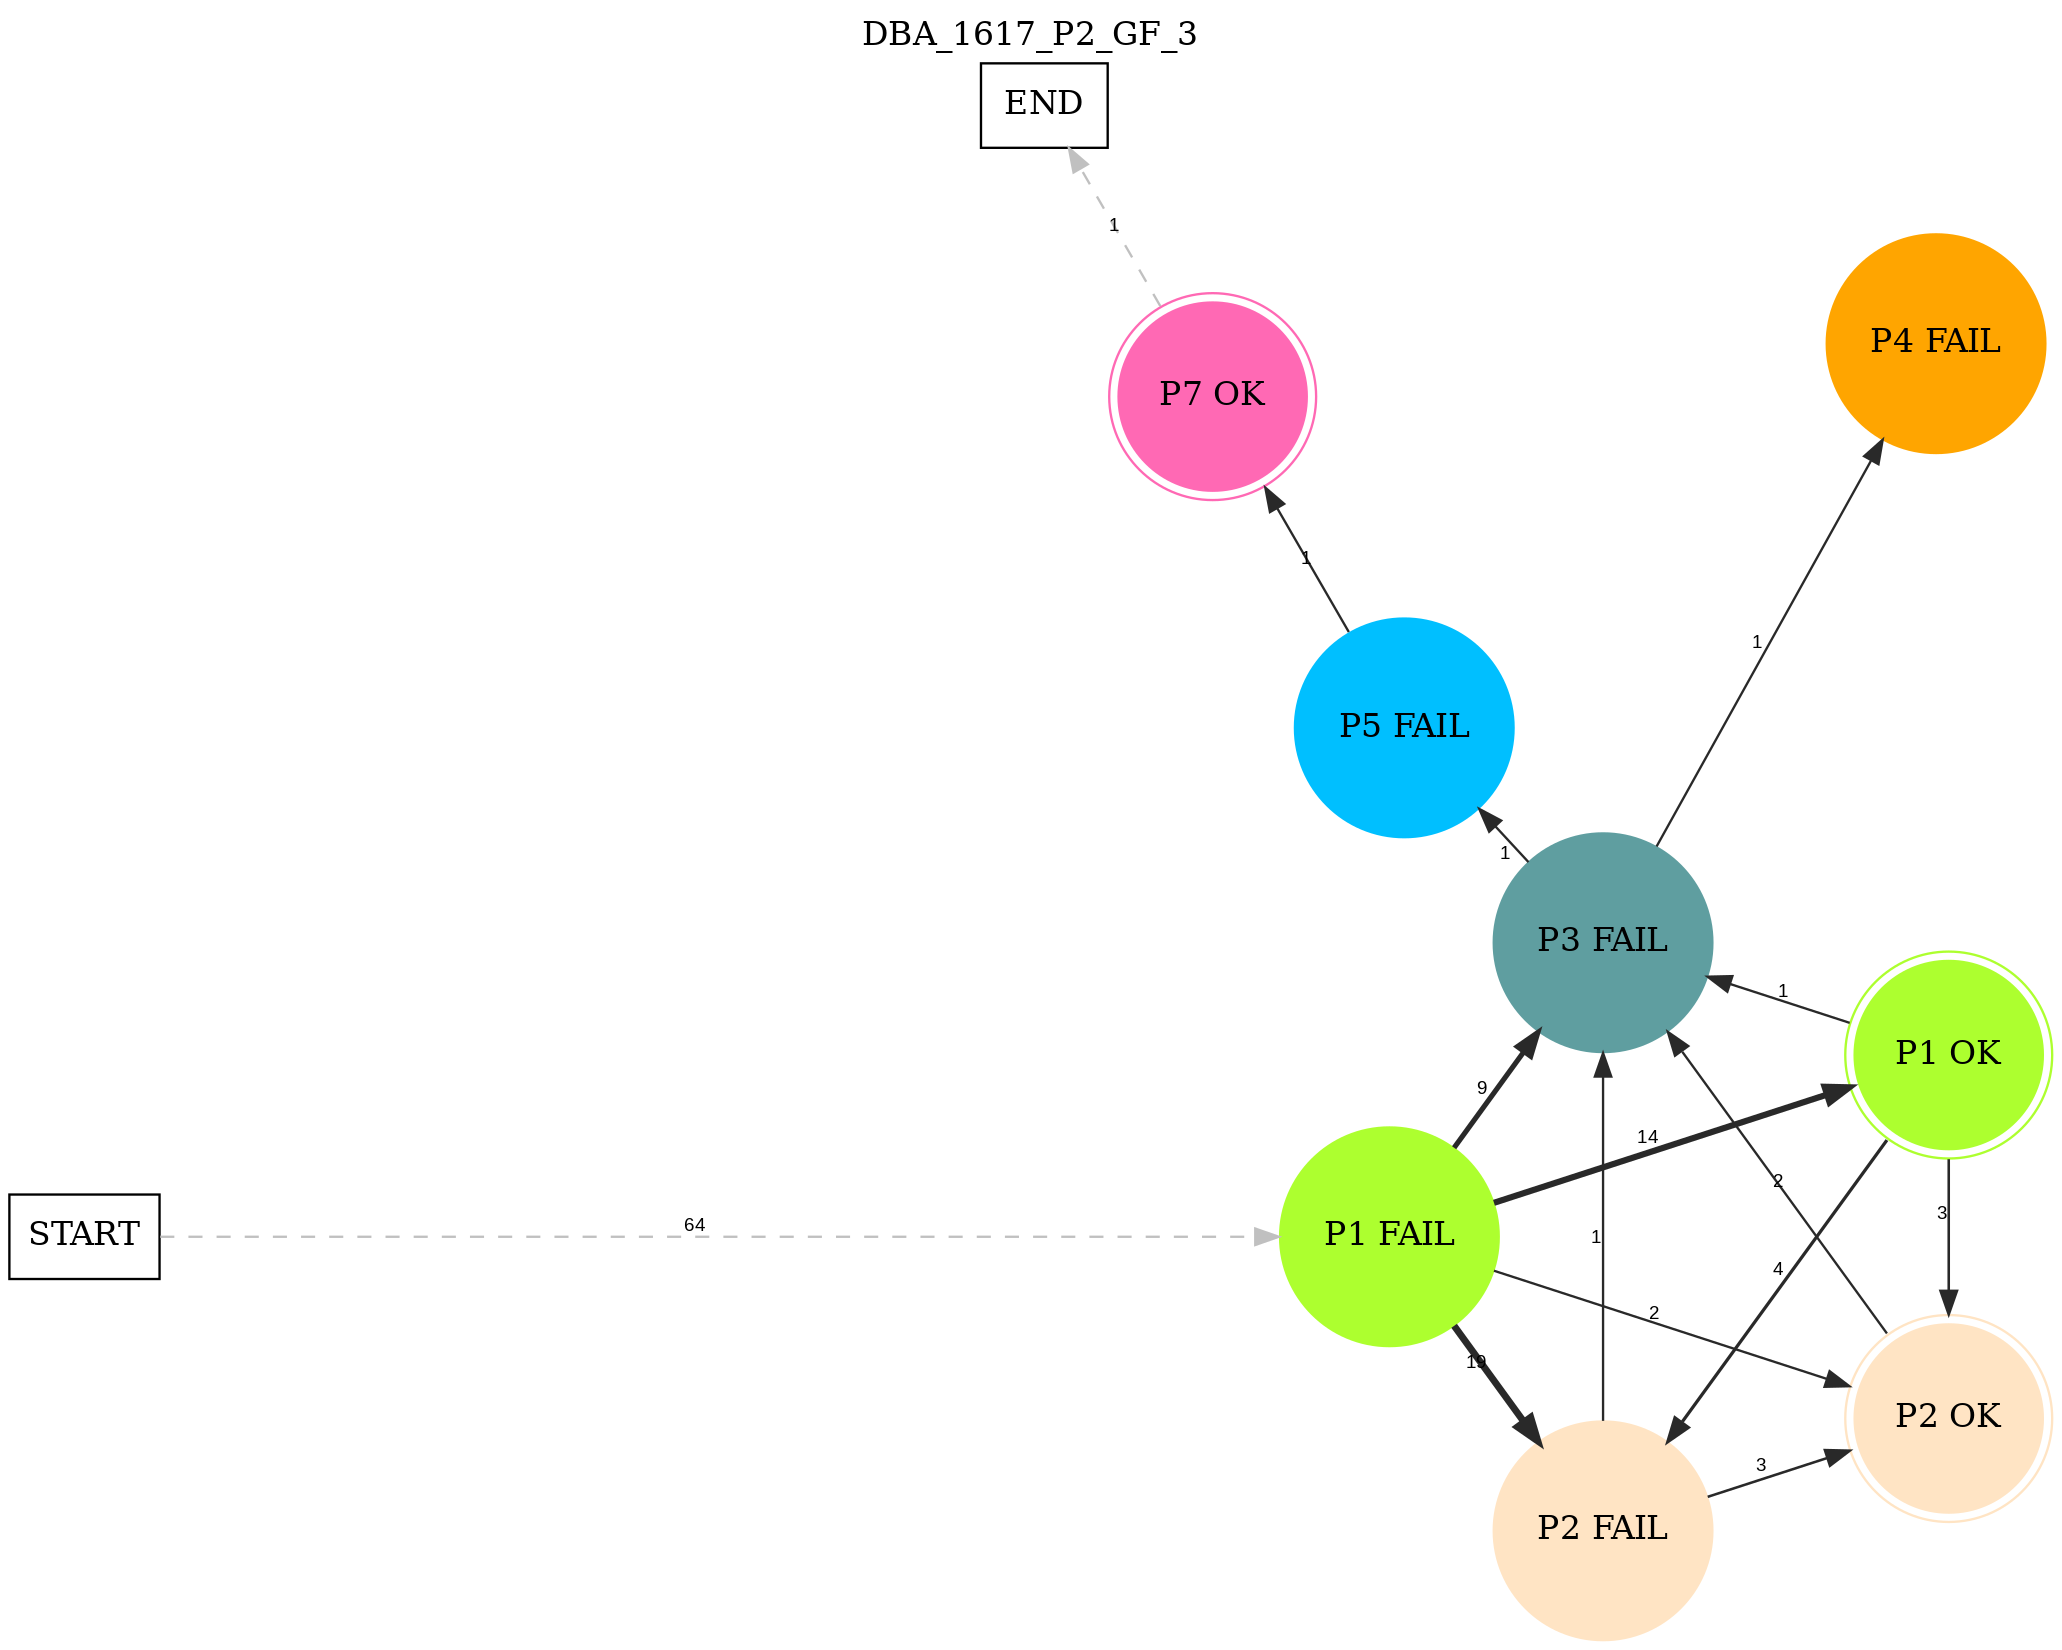 DBA_1617_P2_GF_3
END
1
P4 FAIL
P7 OK
1
1
P5 FAIL
1
P3 FAIL
1
P1 OK
9
14
2
3
START
64
P1 FAIL
1
4
2
19
P2 OK
3
P2 FAIL